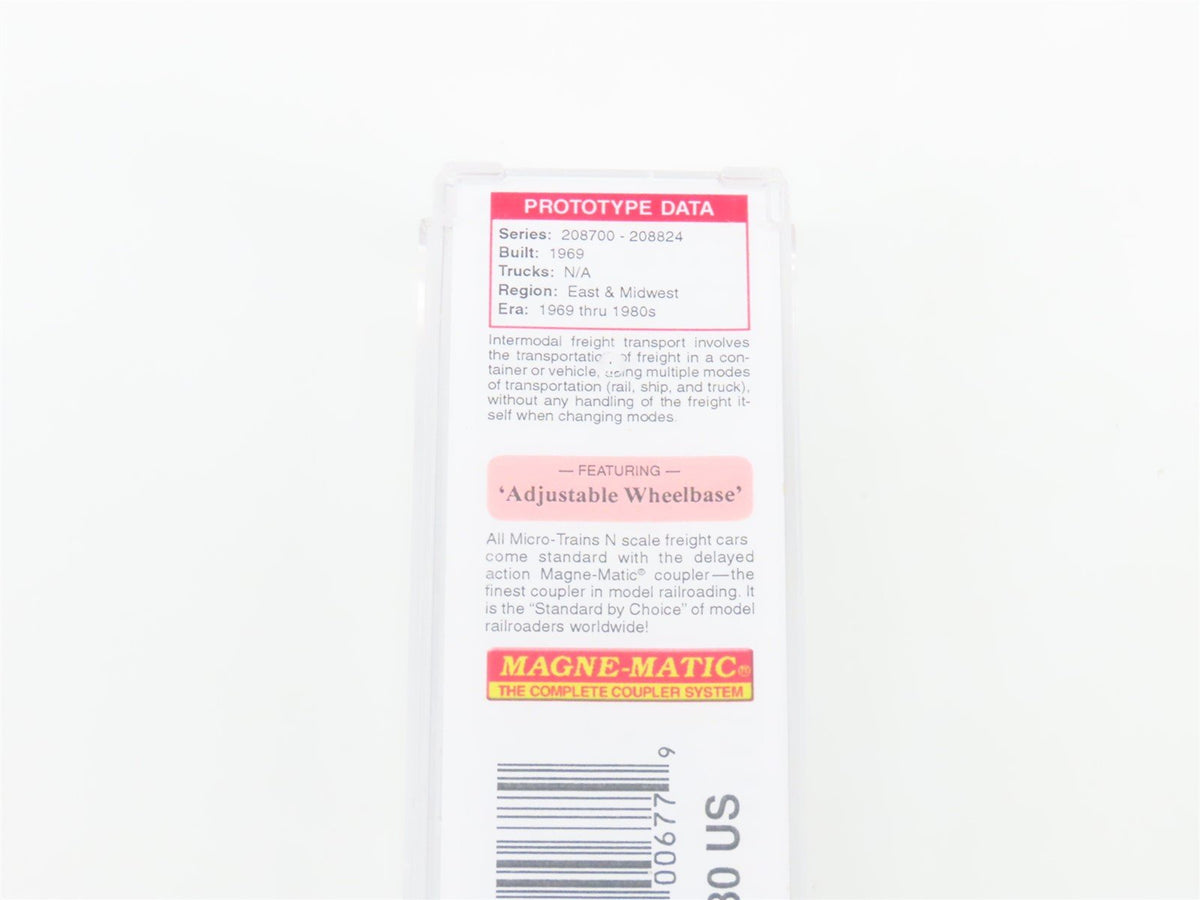 PROTOTYPE DATA
Series: 208700 - 208824
Built: 1969
Trucks: N/A
Region: East & Midwest
Era: 1969 thru 1980s
Intermodal freight transport involves
the transportatio of freight in a con-
tainer or vehicle, using multiple modes
of transportation (rail, ship, and truck),
without any handling of the freight it-
self when changing modes.
— FEATURING —
‘Adjustable Wheelbase’
All Micro-Trains N scale freight cars
come standard with the delayed
action Magne-Matic® coupler—the
finest coupler in model railroading. It
is the “Standard by Choice” of model
railroaders worldwide!
MAGNE-MATIC®
THE COMPLETE COUPLER SYSTEM
00677 9
80 US